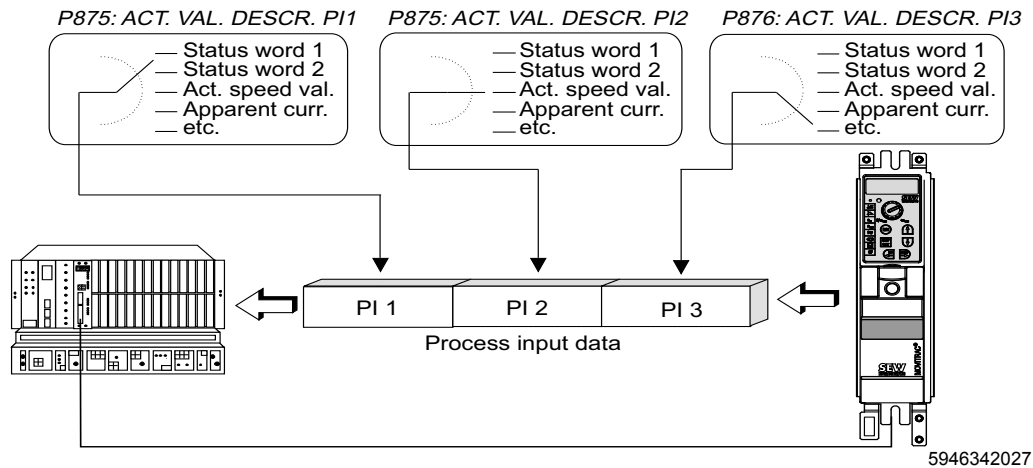 P875: ACT. VAL. DESCR. PI1
Status word 1
Status word 2
Act. speed val.
Apparent curr.
etc.
P875: ACT. VAL. DESCR. PI2
Status word 1
Status word 2
Act. speed val.
Apparent curr.
etc.
P876: ACT. VAL. DESCR. PI3
Status word 1
Status word 2
Act. speed val.
Apparent curr.
etc.
PI 1
PI 2
PI 3
Process input data
SEW
MOVITRAC®
5946342027